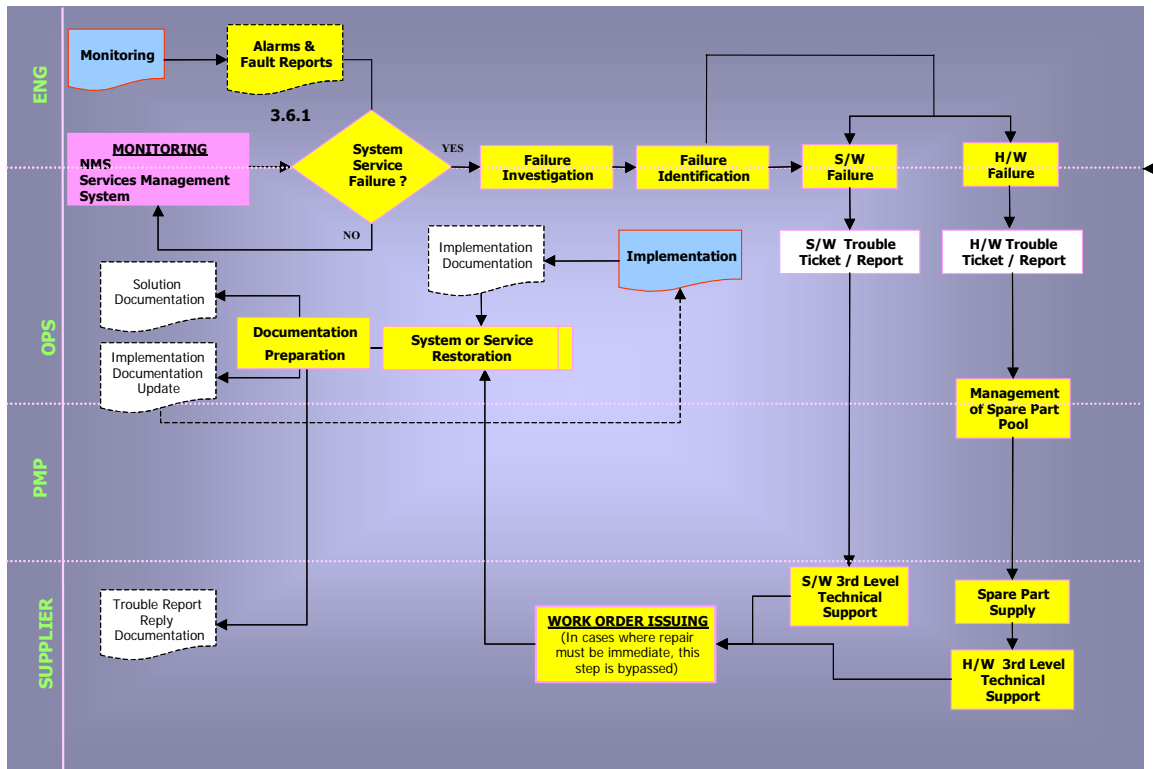 ENG
Monitoring
Alarms &
Fault Reports
3.6.1
MONITORING
NMS
Services Management
System
System
Service
Failure ?
YES
NO
Failure
Investigation
Failure
Identification
S/W
Failure
H/W
Failure
OPS
S/W Trouble
Ticket / Report
H/W Trouble
Ticket / Report
Implementation
Documentation
Implementation
Solution
Documentation
Documentation
Preparation
System or Service
Restoration
Implementation
Documentation
Update
Management
of Spare Part
Pool
PMP
SUPPLIER
S/W 3rd Level
Technical
Support
Spare Part
Supply
Trouble Report
Reply
Documentation
WORK ORDER ISSUING
(In cases where repair
must be immediate, this
step is bypassed)
H/W 3rd Level
Technical
Support